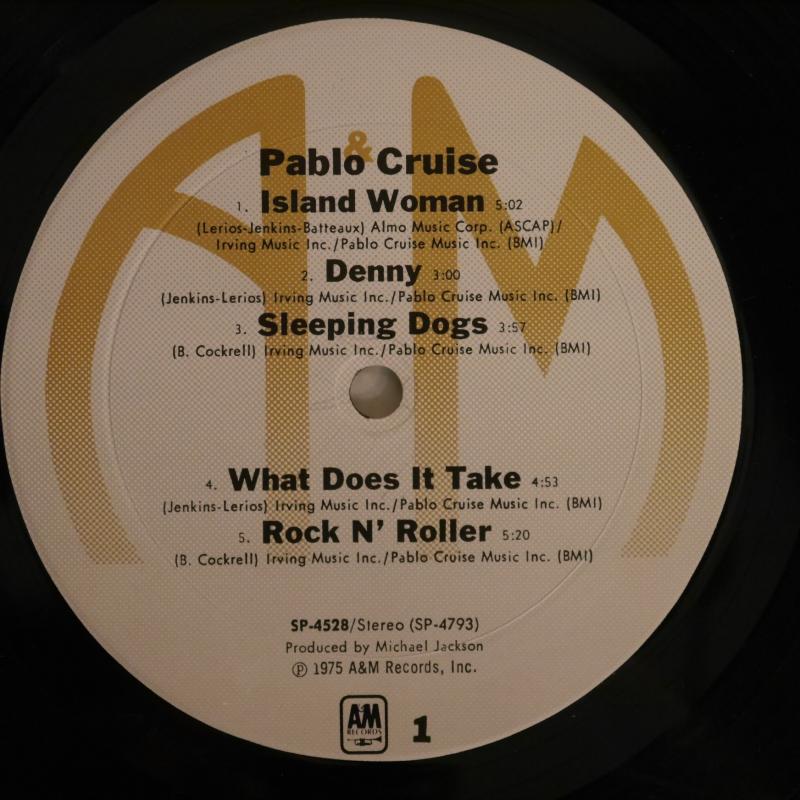 A&M
Pablo Cruise
1. Island Woman 5:02
(Lerios-Jenkins-Batteaux) Almo Music Corp. (ASCAP)/
Irving Music Inc./Pablo Cruise Music Inc. (BMI)
2. Denny 3:00
(Jenkins-Lerios) Irving Music Inc./Pablo Cruise Music Inc. (BMI)
3. Sleeping Dogs 3:57
(B. Cockrell) Irving Music Inc./Pablo Cruise Music Inc. (BMI)
4. What Does It Take 4:53
(Jenkins-Lerios) Irving Music Inc./Pablo Cruise Music Inc. (BMI)
5. Rock N' Roller 5:20
(B. Cockrell) Irving Music Inc./Pablo Cruise Music Inc. (BMI)
SP-4528/Stereo (SP-4793)
Produced by Michael Jackson
℗ 1975 A&M Records, Inc.
A&M
RECORDS
1